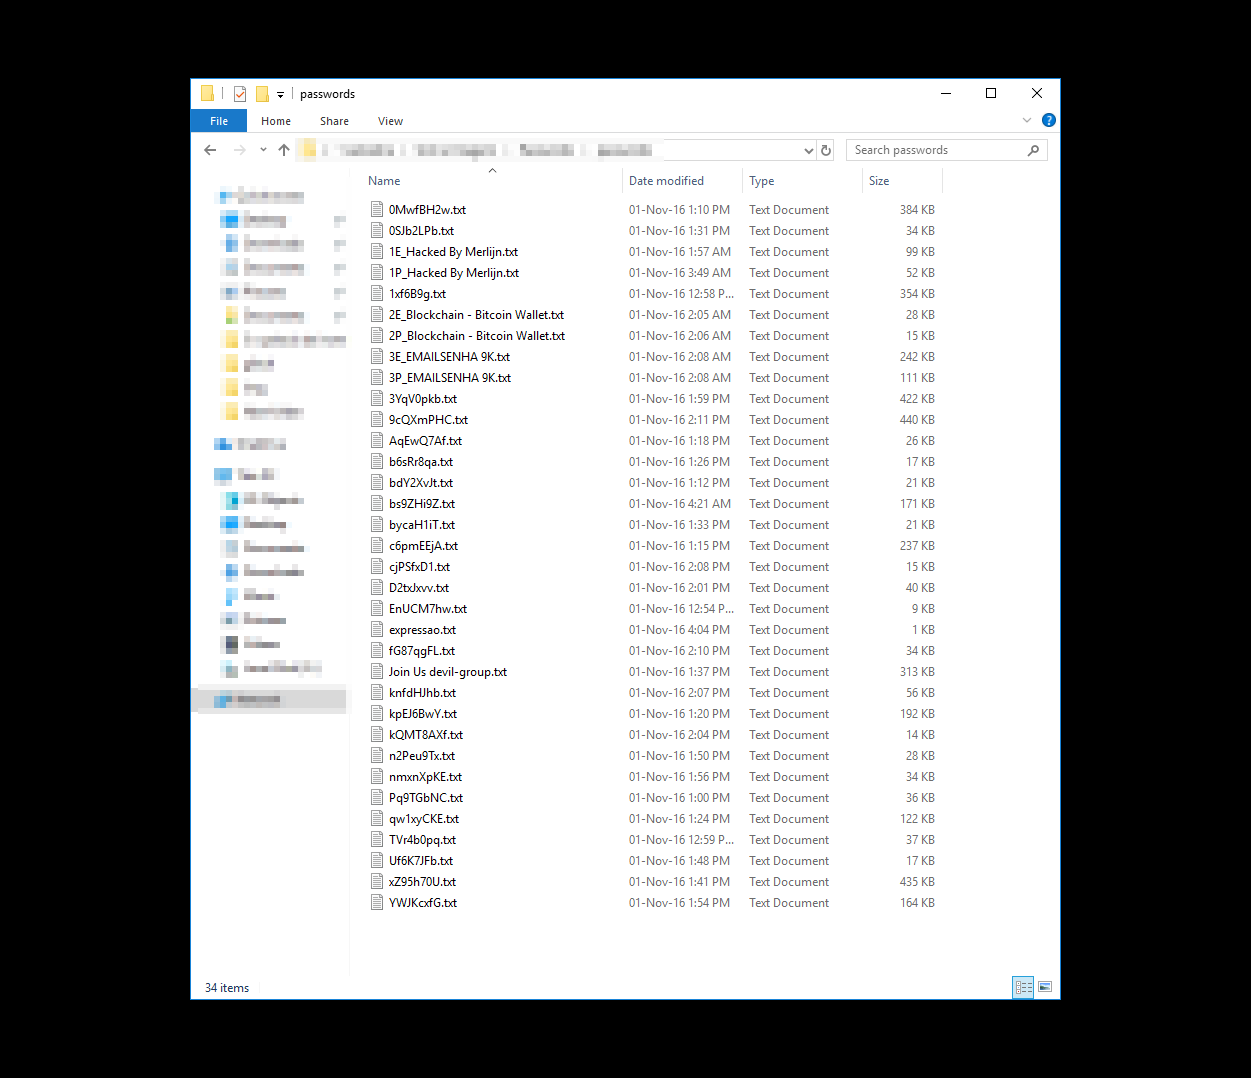 passwords
File Home Share View
Search passwords
Name Date modified Type Size
0MwfBH2w.txt 01-Nov-16 1:10 PM Text Document 384 KB
0SJb2LPb.txt 01-Nov-16 1:31 PM Text Document 34 KB
1E_Hacked By Merlijn.txt 01-Nov-16 1:57 AM Text Document 99 KB
1P_Hacked By Merlijn.txt 01-Nov-16 3:49 AM Text Document 52 KB
1xf6B9g.txt 01-Nov-16 12:58 P... Text Document 354 KB
2E_Blockchain - Bitcoin Wallet.txt 01-Nov-16 2:05 AM Text Document 28 KB
2P_Blockchain - Bitcoin Wallet.txt 01-Nov-16 2:06 AM Text Document 15 KB
3E_EMAILSENHA 9K.txt 01-Nov-16 2:08 AM Text Document 242 KB
3P_EMAILSENHA 9K.txt 01-Nov-16 2:08 AM Text Document 111 KB
3YqV0pkb.txt 01-Nov-16 1:59 PM Text Document 422 KB
9cQXmPHC.txt 01-Nov-16 2:11 PM Text Document 440 KB
AqEwQ7Af.txt 01-Nov-16 1:18 PM Text Document 26 KB
b6sRr8qa.txt 01-Nov-16 1:26 PM Text Document 17 KB
bdY2XvJt.txt 01-Nov-16 1:12 PM Text Document 21 KB
bs9ZHi9Z.txt 01-Nov-16 4:21 AM Text Document 171 KB
bycaH1iT.txt 01-Nov-16 1:33 PM Text Document 21 KB
c6pmEEjA.txt 01-Nov-16 1:15 PM Text Document 237 KB
cjPSfxD1.txt 01-Nov-16 2:08 PM Text Document 15 KB
D2txJxvv.txt 01-Nov-16 2:01 PM Text Document 40 KB
EnUCM7hw.txt 01-Nov-16 12:54 P... Text Document 9 KB
expressao.txt 01-Nov-16 4:04 PM Text Document 1 KB
fG87qgFL.txt 01-Nov-16 2:10 PM Text Document 34 KB
Join Us devil-group.txt 01-Nov-16 1:37 PM Text Document 313 KB
knfdHJhb.txt 01-Nov-16 2:07 PM Text Document 56 KB
kpEJ6BwY.txt 01-Nov-16 1:20 PM Text Document 192 KB
kQMT8AXf.txt 01-Nov-16 2:04 PM Text Document 14 KB
n2Peu9Tx.txt 01-Nov-16 1:50 PM Text Document 28 KB
nmxnXpKE.txt 01-Nov-16 1:56 PM Text Document 34 KB
Pq9TGbNC.txt 01-Nov-16 1:00 PM Text Document 36 KB
qw1xyCKE.txt 01-Nov-16 1:24 PM Text Document 122 KB
TVr4b0pq.txt 01-Nov-16 12:59 P... Text Document 37 KB
Uf6K7JFb.txt 01-Nov-16 1:48 PM Text Document 17 KB
xZ95h70U.txt 01-Nov-16 1:41 PM Text Document 435 KB
YWJKcxfG.txt 01-Nov-16 1:54 PM Text Document 164 KB
34 items